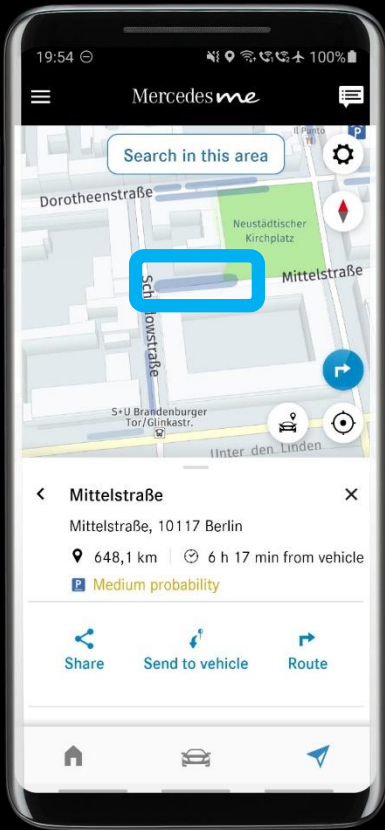 19:54
100%
Mercedes me
Il Punto
P
Search in this area
Dorotheenstraße
Neustädtischer
Kirchplatz
Mittelstraße
Schadowstraße
S+U Brandenburger
Tor/Glinkastr.
Unter den Linden
Mittelstraße
Mittelstraße, 10117 Berlin
648,1 km
6 h 17 min from vehicle
P Medium probability
Share
Send to vehicle
Route